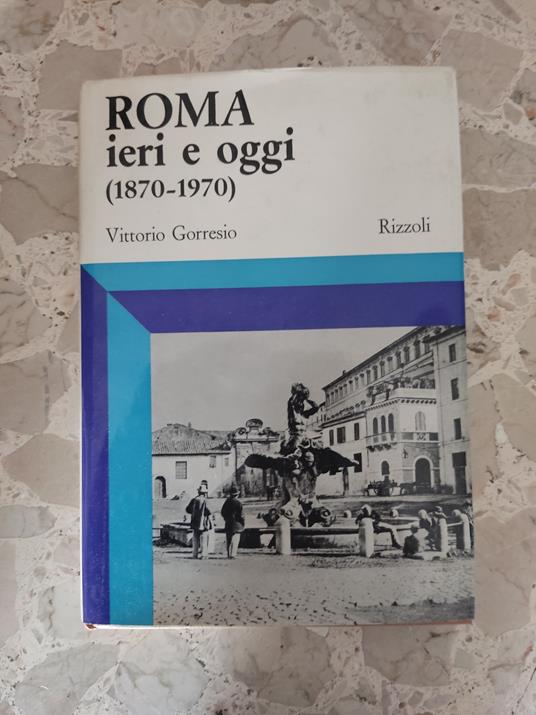 ROMA
ieri e oggi
(1870-1970)
Vittorio Gorresio Rizzoli